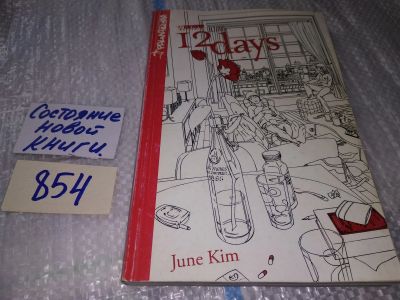 Состояние
новой
книги.
854
12days
June Kim